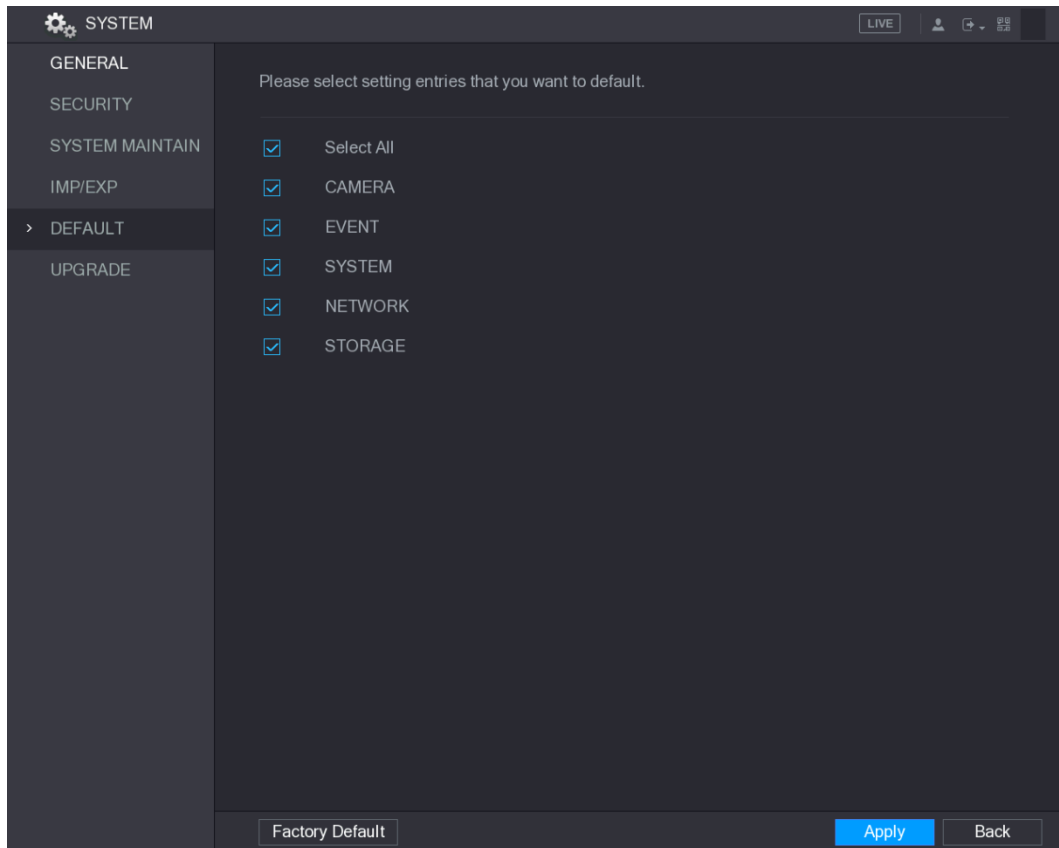 SYSTEM
LIVE
GENERAL
SECURITY
SYSTEM MAINTAIN
IMP/EXP
DEFAULT
UPGRADE
Please select setting entries that you want to default.
Select All
CAMERA
EVENT
SYSTEM
NETWORK
STORAGE
Factory Default
Apply
Back